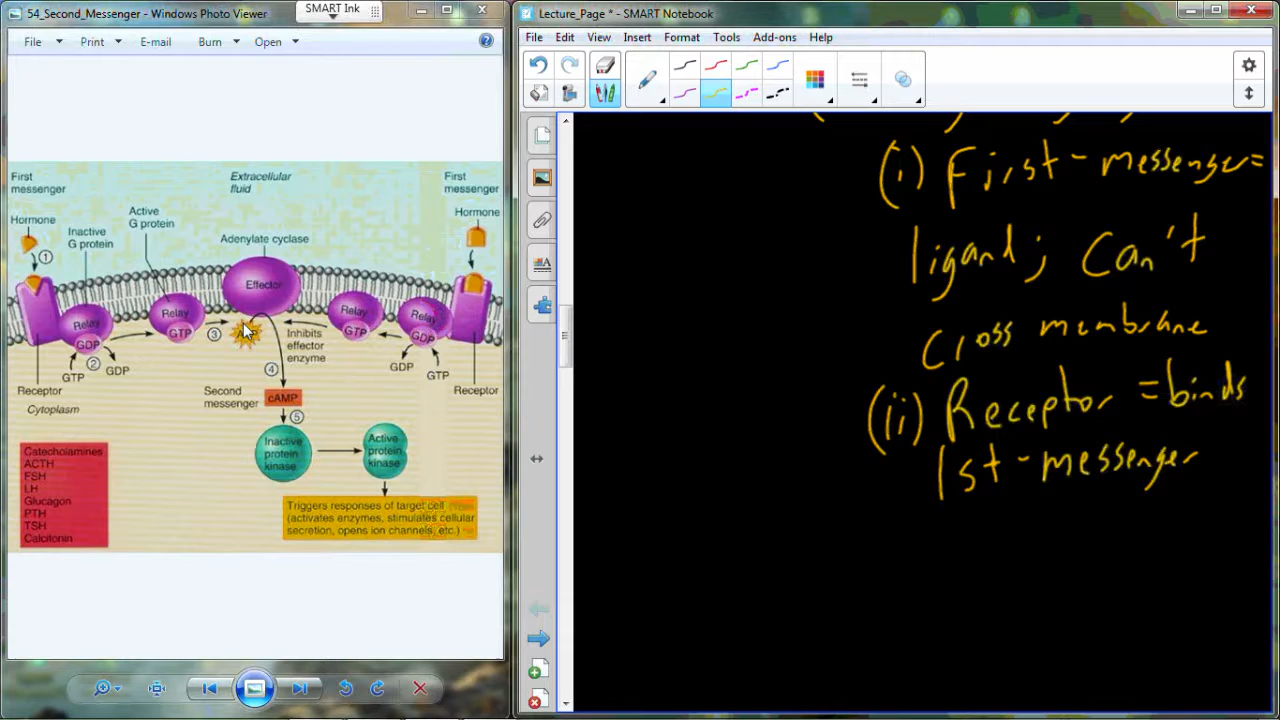 54_Second_Messenger - Windows Photo Viewer
SMART Ink
File Print E-mail Burn Open
First messenger
Extracellular fluid
First messenger
Hormone
Active G protein
Hormone
Inactive G protein
Adenylate cyclase
1
Effector
Relay
Relay
Relay
Relay
GDP
GTP
3
GTP
GDP
Inhibits effector enzyme
2
GTP
GDP
4
GDP
GTP
Receptor
Second messenger
cAMP
Receptor
Cytoplasm
5
Inactive protein kinase
Active protein kinase
Catecholamines
ACTH
FSH
LH
Glucagon
PTH
TSH
Calcitonin
Triggers responses of target cell
(activates enzymes, stimulates cellular
secretion, opens ion channels, etc.)
Lecture_Page * - SMART Notebook
File Edit View Insert Format Tools Add-ons Help
(i) First-messenger=
ligand; Can't
cross membrane
(ii) Receptor =binds
1st-messenger